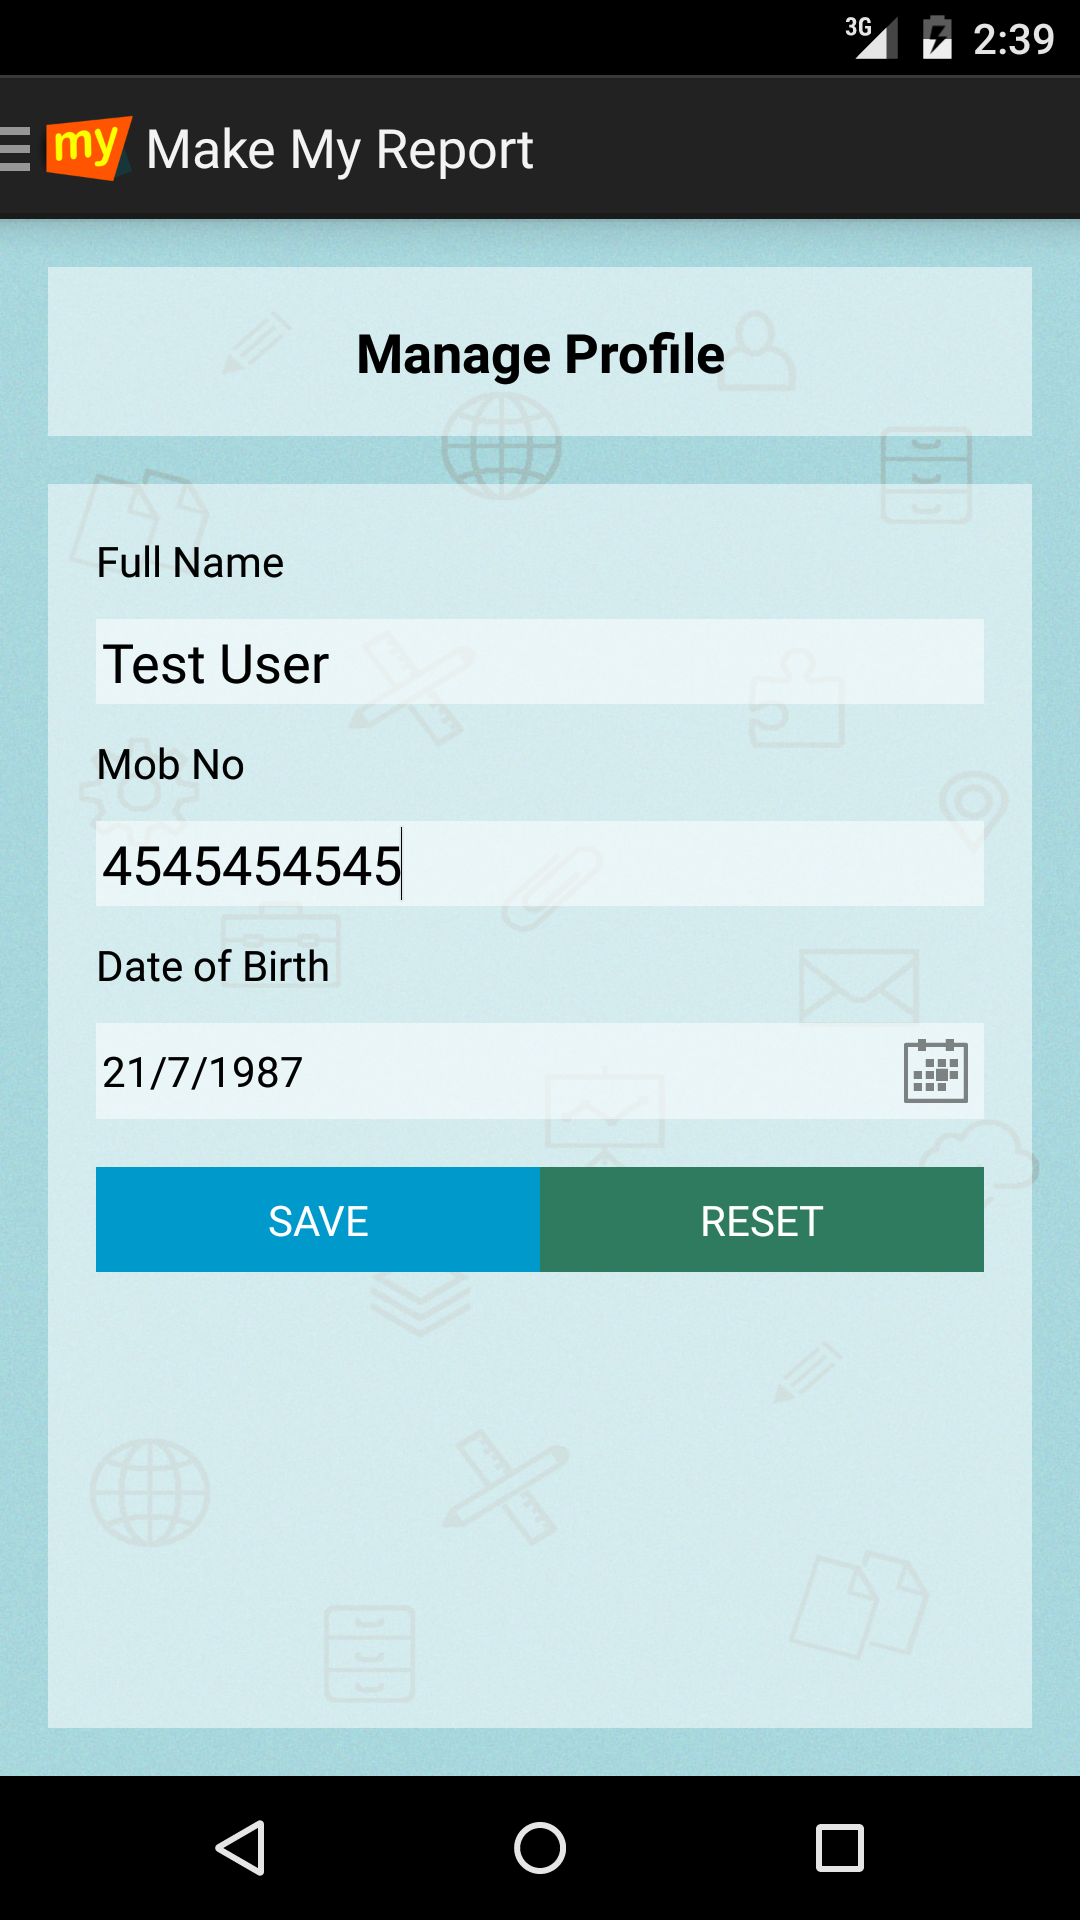 3G 2:39
my Make My Report
Manage Profile
Full Name
Test User
Mob No
4545454545
Date of Birth
21/7/1987
SAVE RESET